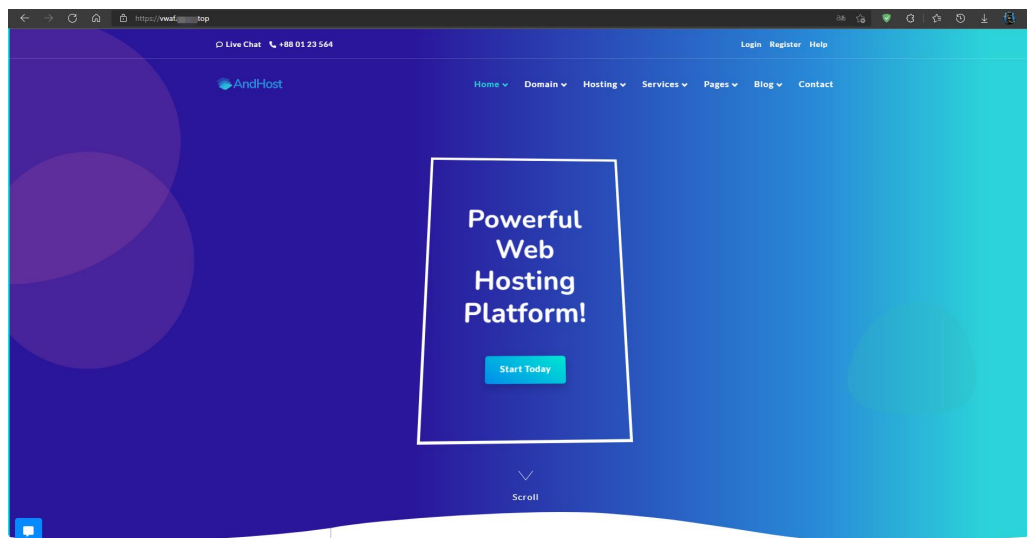 https://vwaf. top
Live Chat +88 01 23 564
Login Register Help
AndHost
Home Domain Hosting Services Pages Blog Contact
Powerful
Web
Hosting
Platform!
Start Today
Scroll